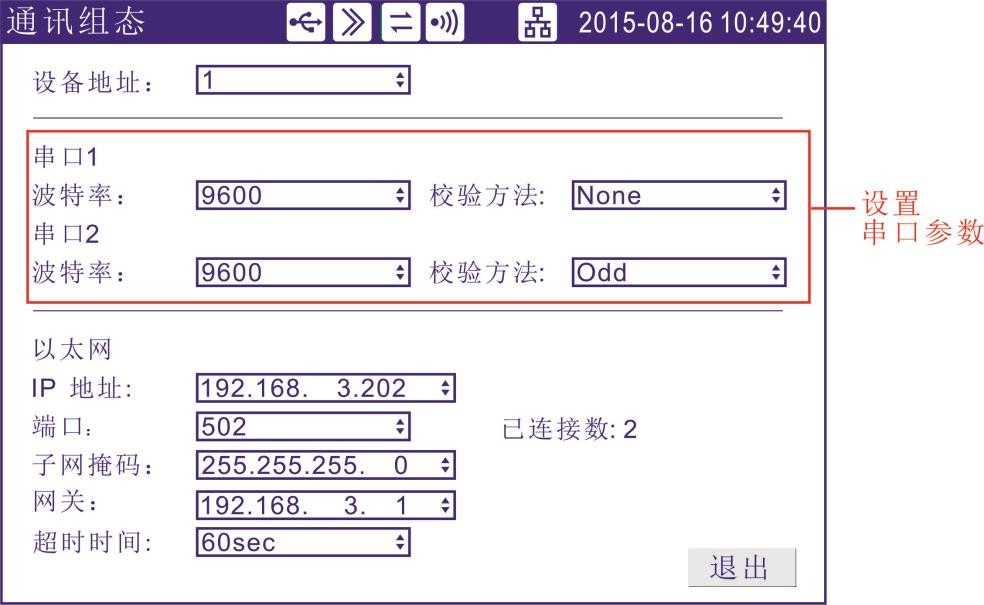 通讯组态 2015-08-16 10:49:40
设备地址: 1
串口1
波特率: 9600 校验方法: None
串口2
波特率: 9600 校验方法: Odd
设置
串口参数
以太网
IP 地址: 192.168. 3.202
端口: 502 已连接数: 2
子网掩码: 255.255.255. 0
网关: 192.168. 3. 1
超时时间: 60sec
退出